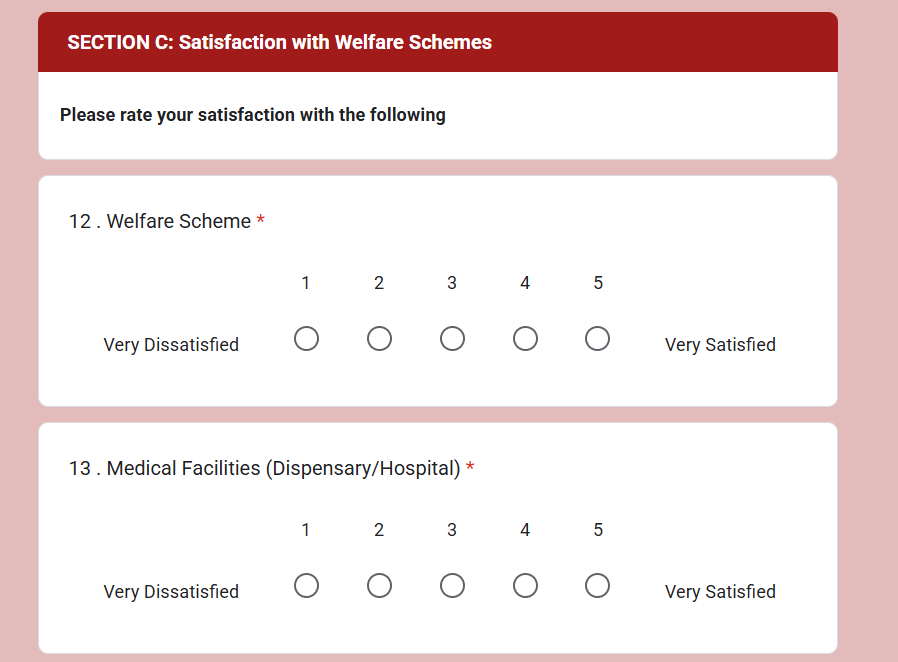 SECTION C: Satisfaction with Welfare Schemes
Please rate your satisfaction with the following
12 . Welfare Scheme *
1 2 3 4 5
Very Dissatisfied Very Satisfied
13 . Medical Facilities (Dispensary/Hospital) *
1 2 3 4 5
Very Dissatisfied Very Satisfied